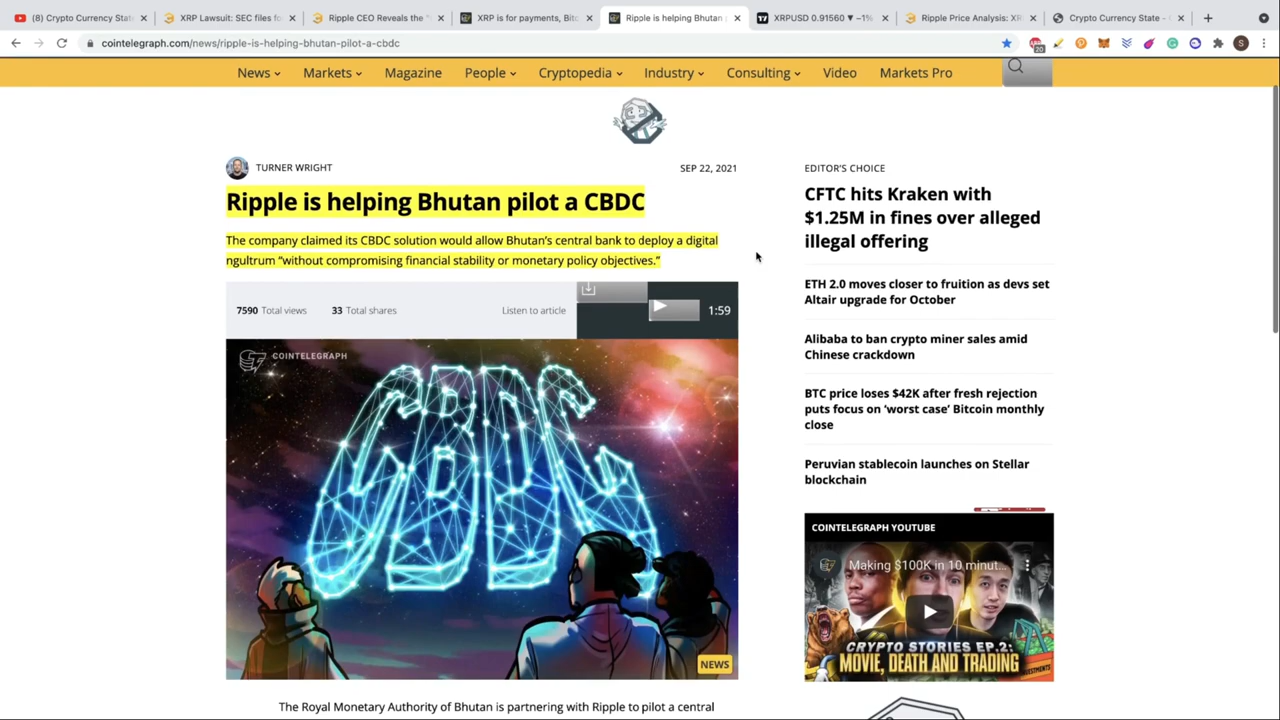 (8) Crypto Currency Stat
XRP Lawsuit: SEC files fo
Ripple CEO Reveals the "
XRP is for payments, Bitc
Ripple is helping Bhutan
XRPUSD 0.91560 ▼ −1%
Ripple Price Analysis: XR
Crypto Currency State -
cointelegraph.com/news/ripple-is-helping-bhutan-pilot-a-cbdc
20
S
News Markets Magazine People Cryptopedia Industry Consulting Video Markets Pro
TURNER WRIGHT
SEP 22, 2021
Ripple is helping Bhutan pilot a CBDC
The company claimed its CBDC solution would allow Bhutan's central bank to deploy a digital
ngultrum "without compromising financial stability or monetary policy objectives."
7590 Total views 33 Total shares Listen to article 1:59
COINTELEGRAPH
CBDC
NEWS
The Royal Monetary Authority of Bhutan is partnering with Ripple to pilot a central
EDITOR'S CHOICE
CFTC hits Kraken with
$1.25M in fines over alleged
illegal offering
ETH 2.0 moves closer to fruition as devs set
Altair upgrade for October
Alibaba to ban crypto miner sales amid
Chinese crackdown
BTC price loses $42K after fresh rejection
puts focus on 'worst case' Bitcoin monthly
close
Peruvian stablecoin launches on Stellar
blockchain
COINTELEGRAPH YOUTUBE
Making $100K in 10 minut...
CRYPTO STORIES EP.2:
MOVIE, DEATH AND TRADING